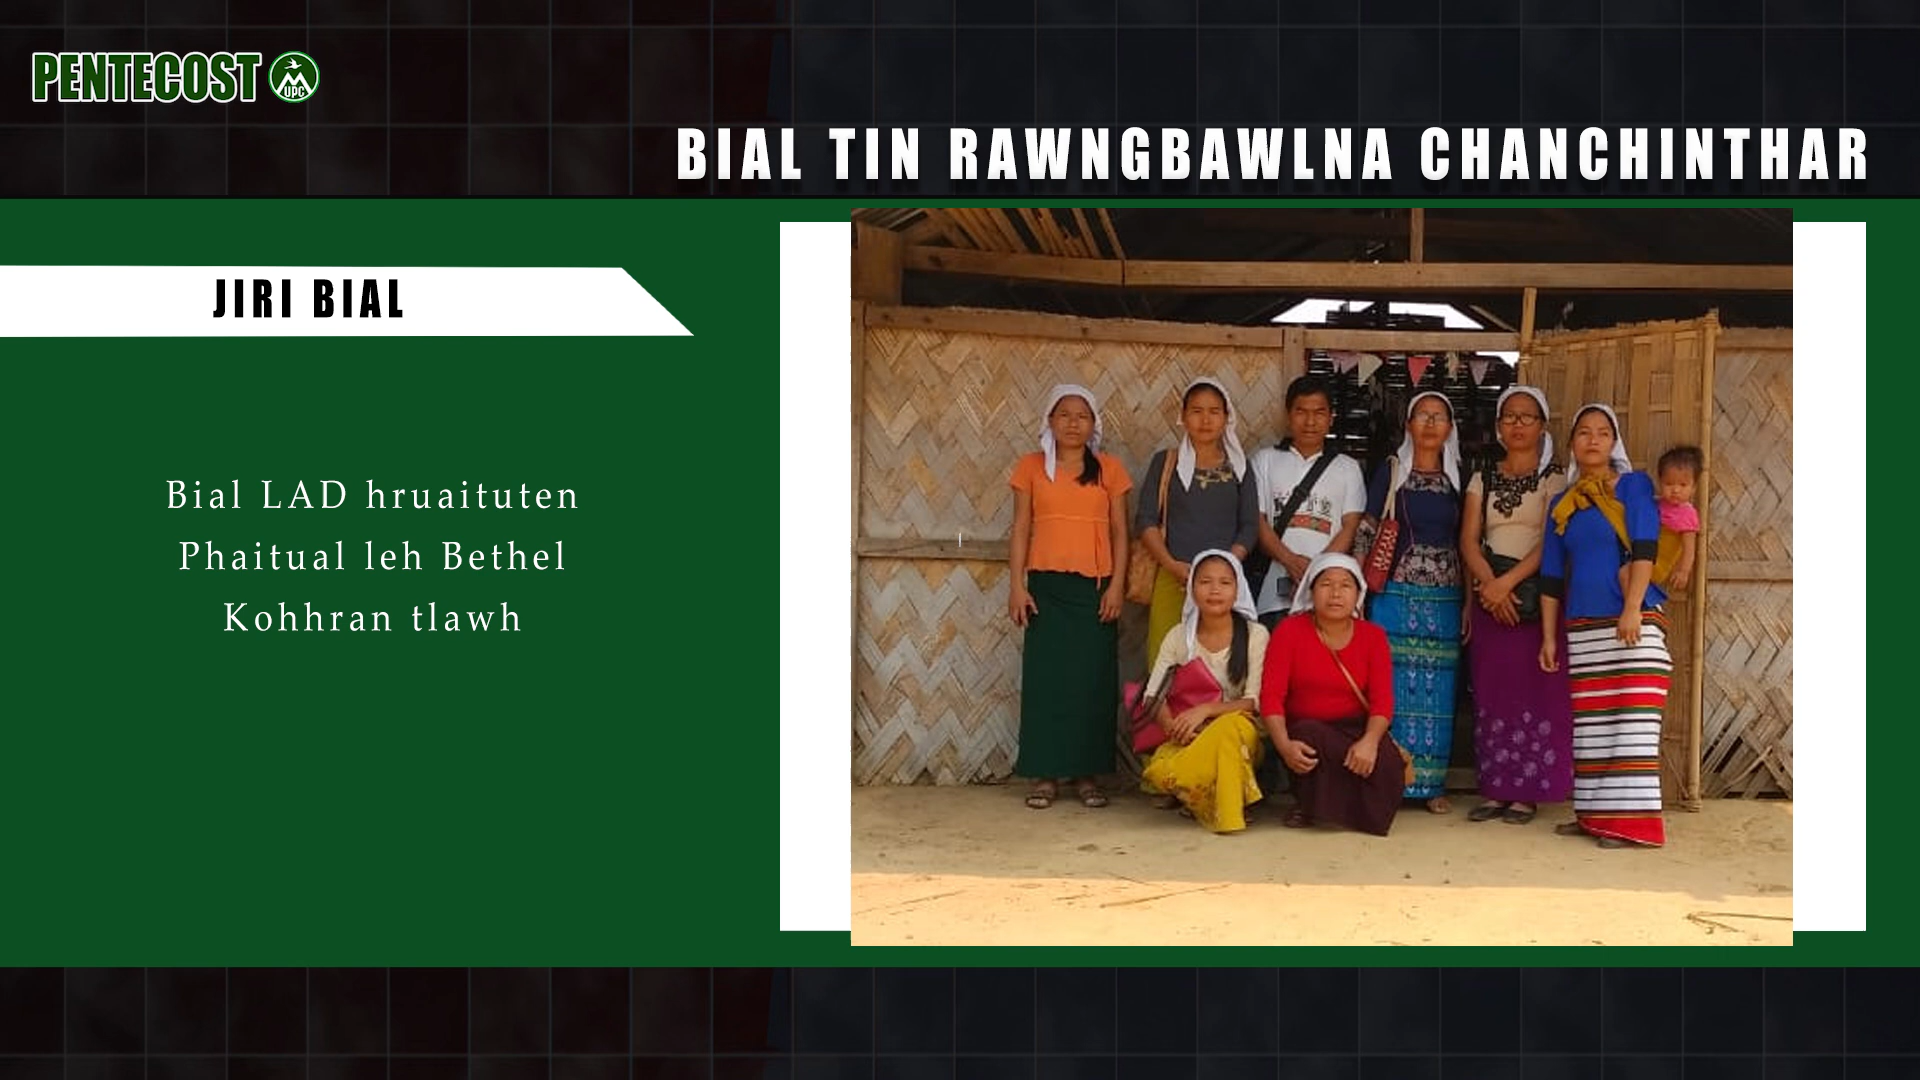 PENTECOST UPC
BIAL TIN RAWNGBAWLNA CHANCHINTHAR
JIRI BIAL
Bial LAD hruaituten
Phaitual leh Bethel
Kohhran tlawh